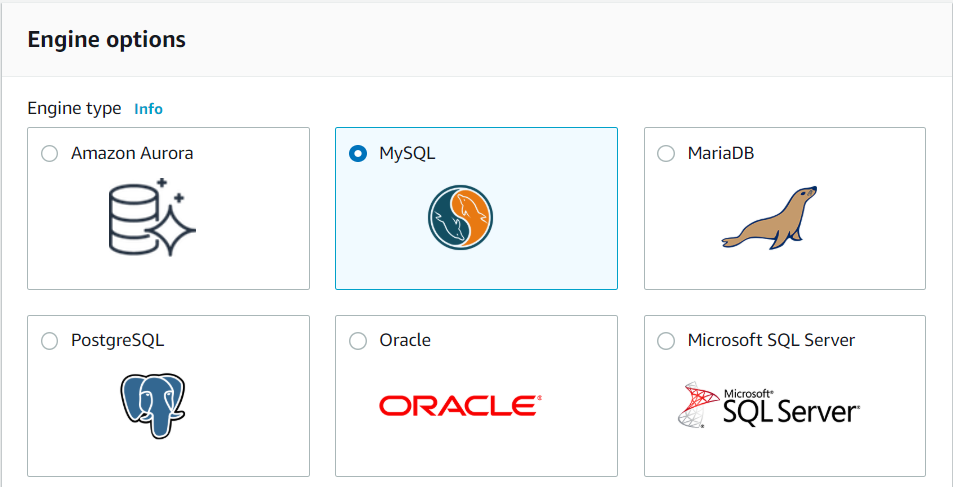 Engine options
Engine type Info
Amazon Aurora
MySQL
MariaDB
PostgreSQL
Oracle
Microsoft SQL Server
ORACLE®
Microsoft®
SQL Server®